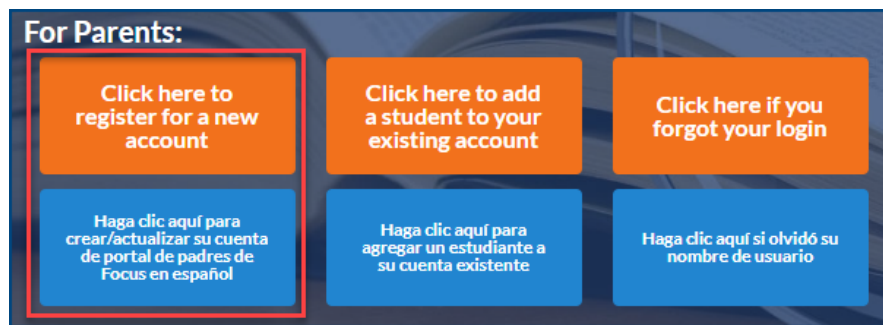 For Parents:
Click here to
register for a new
account
Click here to add
a student to your
existing account
Click here if you
forgot your login
Haga clic aquí para
crear/actualizar su cuenta
de portal de padres de
Focus en español
Haga clic aquí para
agregar un estudiante a
su cuenta existente
Haga clic aquí si olvidó su
nombre de usuario